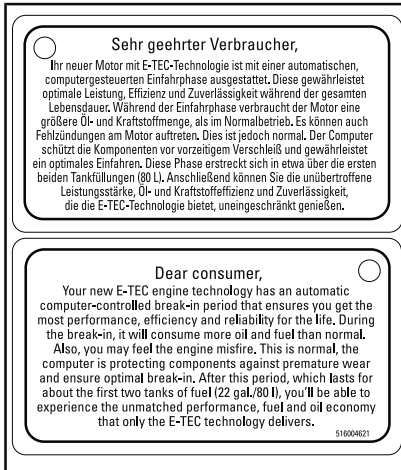 Sehr geehrter Verbraucher,
Ihr neuer Motor mit E-TEC-Technologie ist mit einer automatischen,
computergesteuerten Einfahrphase ausgestattet. Diese gewährleistet
optimale Leistung, Effizienz und Zuverlässigkeit während der gesamten
Lebensdauer. Während der Einfahrphase verbraucht der Motor eine
größere Öl- und Kraftstoffmenge, als im Normalbetrieb. Es können auch
Fehlzündungen am Motor auftreten. Dies ist jedoch normal. Der Computer
schützt die Komponenten vor vorzeitigem Verschleiß und gewährleistet
ein optimales Einfahren. Diese Phase erstreckt sich in etwa über die ersten
beiden Tankfüllungen (80 L). Anschließend können Sie die unübertroffene
Leistungsstärke, Öl- und Kraftstoffeffizienz und Zuverlässigkeit,
die die E-TEC-Technologie bietet, uneingeschränkt genießen.
Dear consumer,
Your new E-TEC engine technology has an automatic
computer-controlled break-in period that ensures you get the
most performance, efficiency and reliability for the life. During
the break-in, it will consume more oil and fuel than normal.
Also, you may feel the engine misfire. This is normal, the
computer is protecting components against premature wear
and ensure optimal break-in. After this period, which lasts for
about the first two tanks of fuel (22 gal./80 l), you'll be able to
experience the unmatched performance, fuel and oil economy
that only the E-TEC technology delivers.
516004621